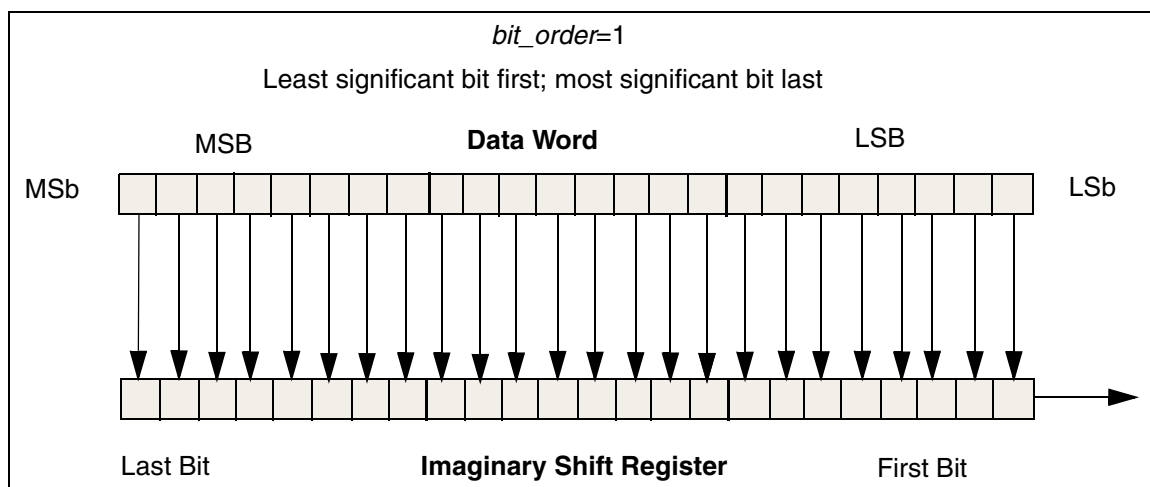 bit_order=1
Least significant bit first; most significant bit last
MSB Data Word LSB
MSb LSb
Last Bit Imaginary Shift Register First Bit